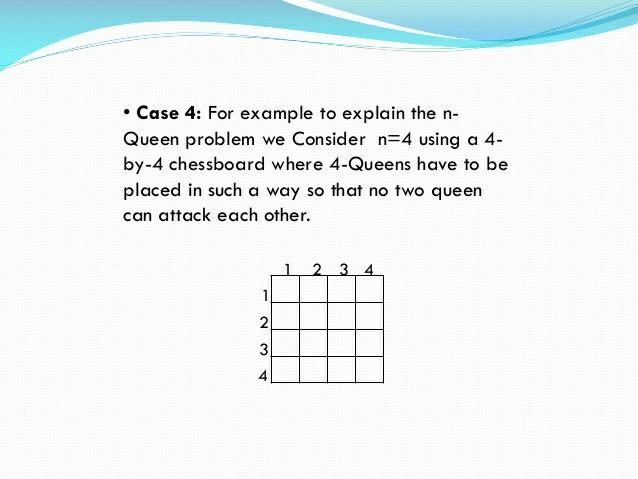 • Case 4: For example to explain the n-
Queen problem we Consider n=4 using a 4-
by-4 chessboard where 4-Queens have to be
placed in such a way so that no two queen
can attack each other.
1 2 3 4
1
2
3
4